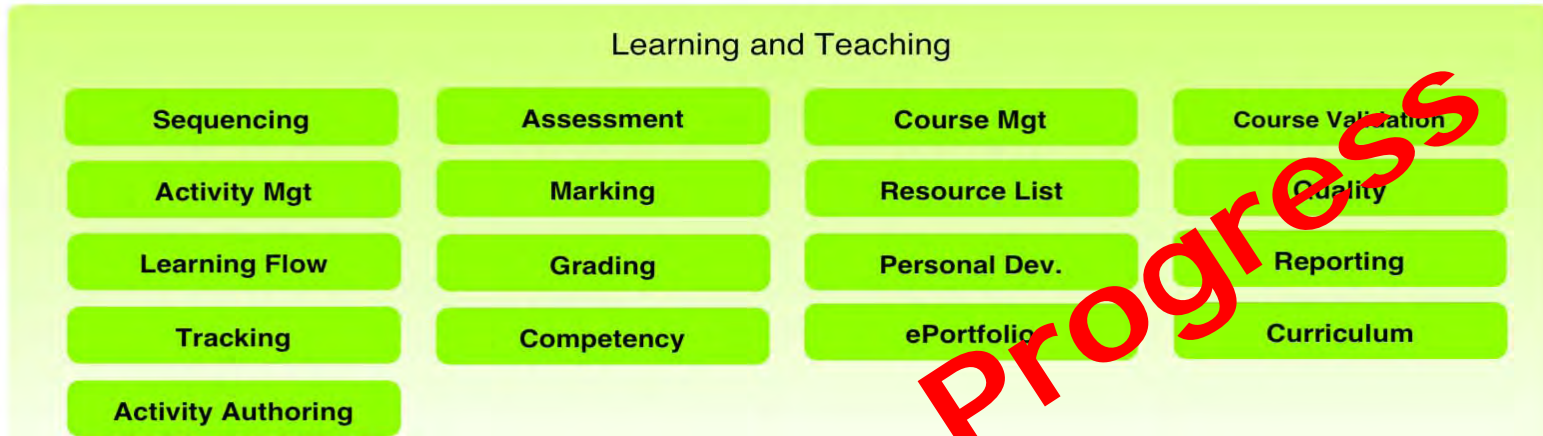 Learning and Teaching
Sequencing
Assessment
Course Mgt
Course Validation
Activity Mgt
Marking
Resource List
Quality
Learning Flow
Grading
Personal Dev.
Reporting
Tracking
Competency
ePortfolio
Curriculum
Activity Authoring
Progress